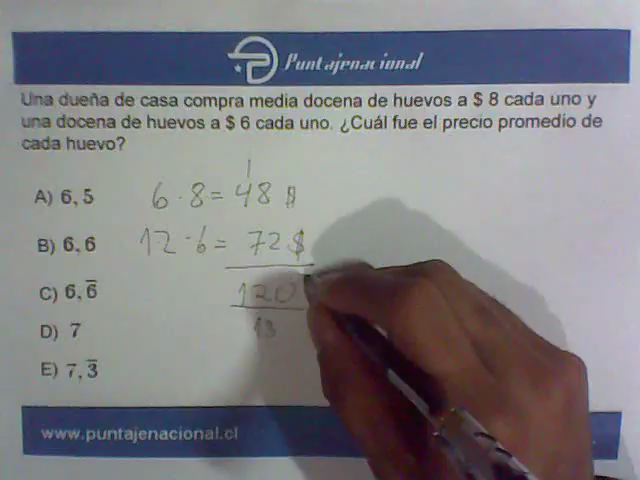 Puntajenacional
Una dueña de casa compra media docena de huevos a $ 8 cada uno y
una docena de huevos a $ 6 cada uno. ¿Cuál fue el precio promedio de
cada huevo?
1
A) 6,5 6 · 8 = 48 $
B) 6,6 12 · 6 = 72 $
C) 6,6̅ 120
D) 7 18
E) 7,3̅
www.puntajenacional.cl